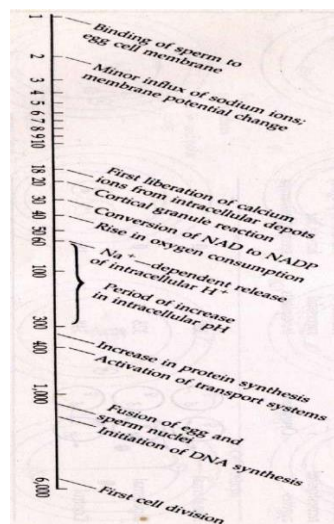 Binding of sperm to
egg cell membrane
1
2
Minor influx of sodium ions;
membrane potential change
3
4
5
6
7
8
9
10
First liberation of calcium
ions from intracellular depots
18
20
Cortical granule reaction
30
Conversion of NAD to NADP
40
Rise in oxygen consumption
50
60
Na⁺—dependent release
of intracellular H⁺
100
Period of increase
in intracellular pH
300
Increase in protein synthesis
400
Activation of transport systems
1,000
Fusion of egg and
sperm nuclei
Initiation of DNA synthesis
6,000
First cell division